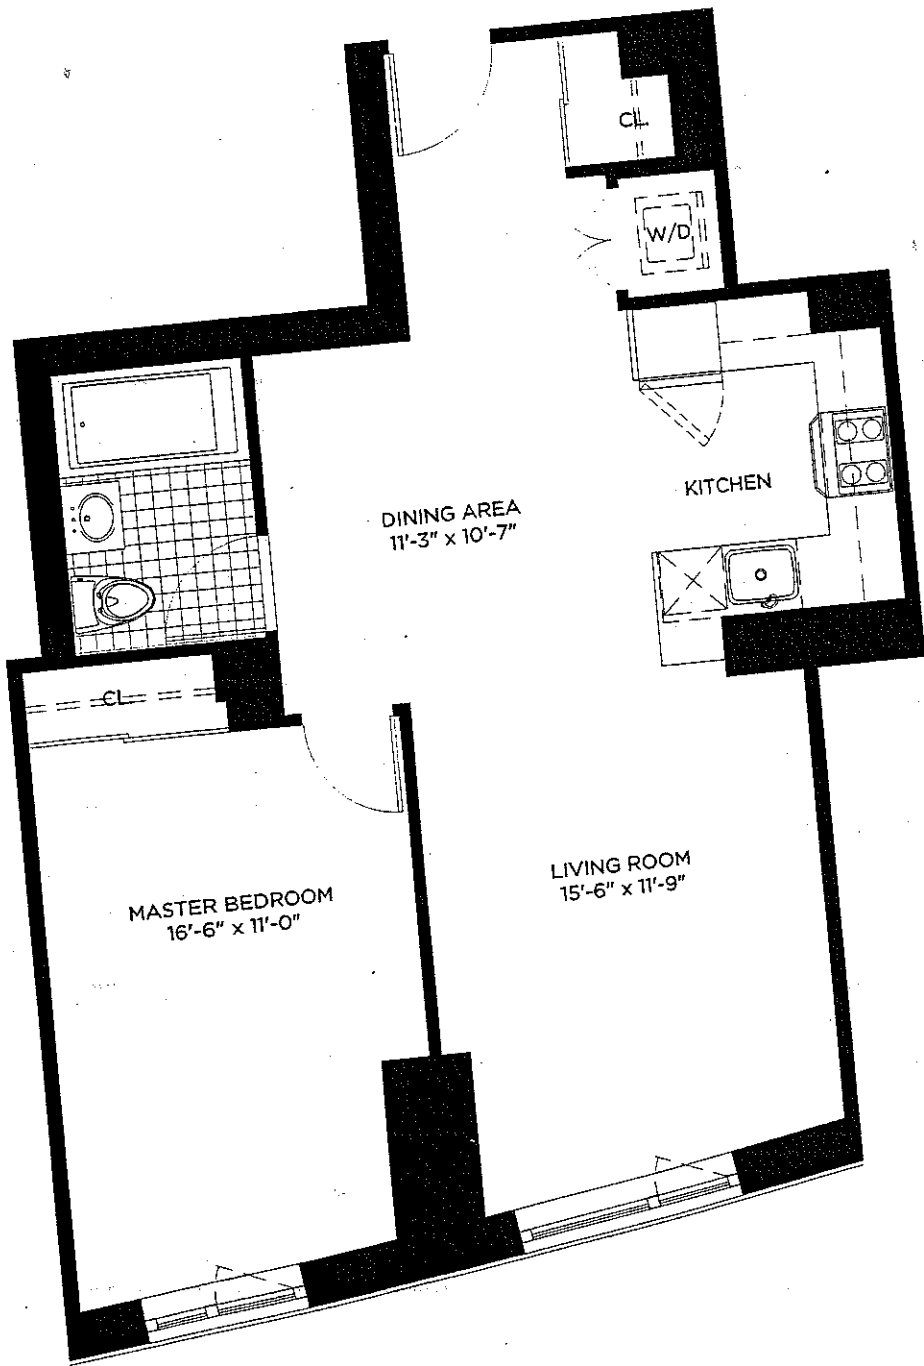 CL
W/D
KITCHEN
DINING AREA
11'-3" x 10'-7"
CL
LIVING ROOM
15'-6" x 11'-9"
MASTER BEDROOM
16'-6" x 11'-0"